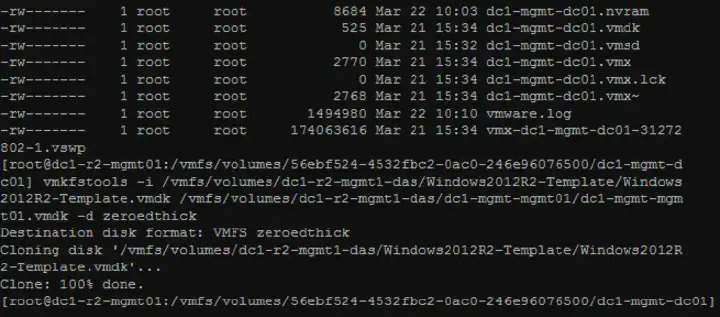 -rw------- 1 root root 8684 Mar 22 10:03 dc1-mgmt-dc01.nvram
-rw------- 1 root root 525 Mar 21 15:34 dc1-mgmt-dc01.vmdk
-rw------- 1 root root 0 Mar 21 15:32 dc1-mgmt-dc01.vmsd
-rw------- 1 root root 2770 Mar 21 15:34 dc1-mgmt-dc01.vmx
-rw------- 1 root root 0 Mar 21 15:34 dc1-mgmt-dc01.vmx.lck
-rw------- 1 root root 2768 Mar 21 15:34 dc1-mgmt-dc01.vmx~
-rw------- 1 root root 1494980 Mar 22 10:10 vmware.log
-rw------- 1 root root 174063616 Mar 21 15:34 vmx-dc1-mgmt-dc01-31272
802-1.vswp
[root@dc1-r2-mgmt01:/vmfs/volumes/56ebf524-4532fbc2-0ac0-246e96076500/dc1-mgmt-d
c01] vmkfstools -i /vmfs/volumes/dc1-r2-mgmt1-das/Windows2012R2-Template/Windows
2012R2-Template.vmdk /vmfs/volumes/dc1-r2-mgmt1-das/dc1-mgmt-mgmt01/dc1-mgmt-mgm
t01.vmdk -d zeroedthick
Destination disk format: VMFS zeroedthick
Cloning disk '/vmfs/volumes/dc1-r2-mgmt1-das/Windows2012R2-Template/Windows2012R
2-Template.vmdk'...
Clone: 100% done.
[root@dc1-r2-mgmt01:/vmfs/volumes/56ebf524-4532fbc2-0ac0-246e96076500/dc1-mgmt-dc01]